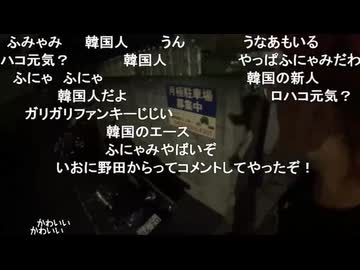 ふみゃみ 韓国人 うん うなあもいる
ハコ元気? 韓国人 やっぱふにゃみだわ
ふにゃ ふにゃ 韓国の新人
韓国人だよ ロハコ元気?
ガリガリファンキーじじい
韓国のエース
ふにゃみやばいぞ
いおに野田からってコメントしてやったぞ!
月極駐車場
募集中
かわいい
かわいい